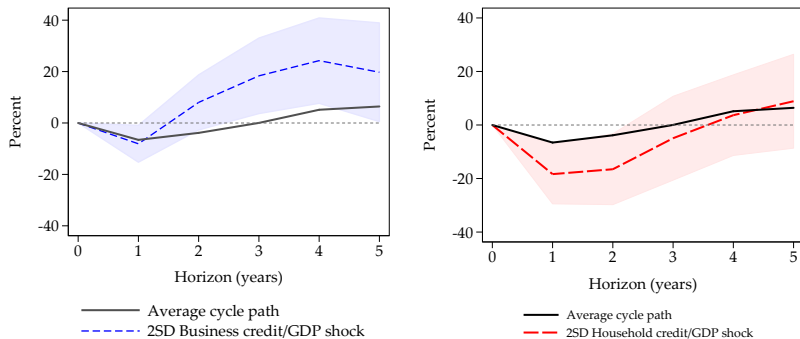 40
20
0
-20
-40
Percent
0 1 2 3 4 5
Horizon (years)
Average cycle path
2SD Business credit/GDP shock
40
20
0
-20
-40
Percent
0 1 2 3 4 5
Horizon (years)
Average cycle path
2SD Household credit/GDP shock